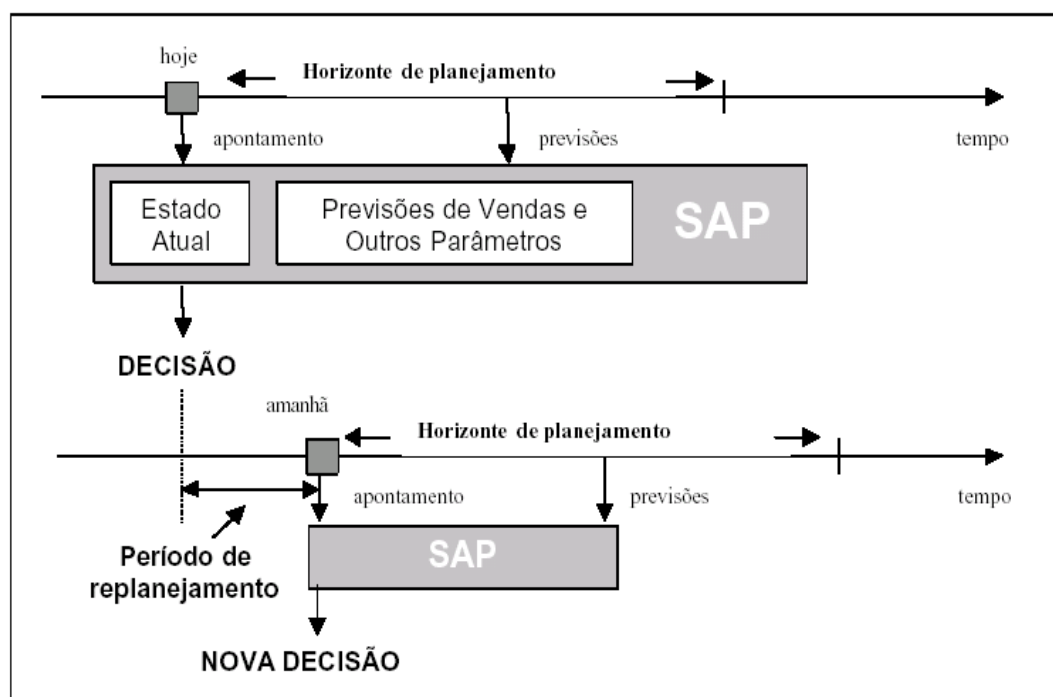 hoje
Horizonte de planejamento
apontamento
previsões
tempo
Estado
Atual
Previsões de Vendas e
Outros Parâmetros
SAP
DECISÃO
amanhã
Horizonte de planejamento
apontamento
previsões
tempo
Período de
replanejamento
SAP
NOVA DECISÃO